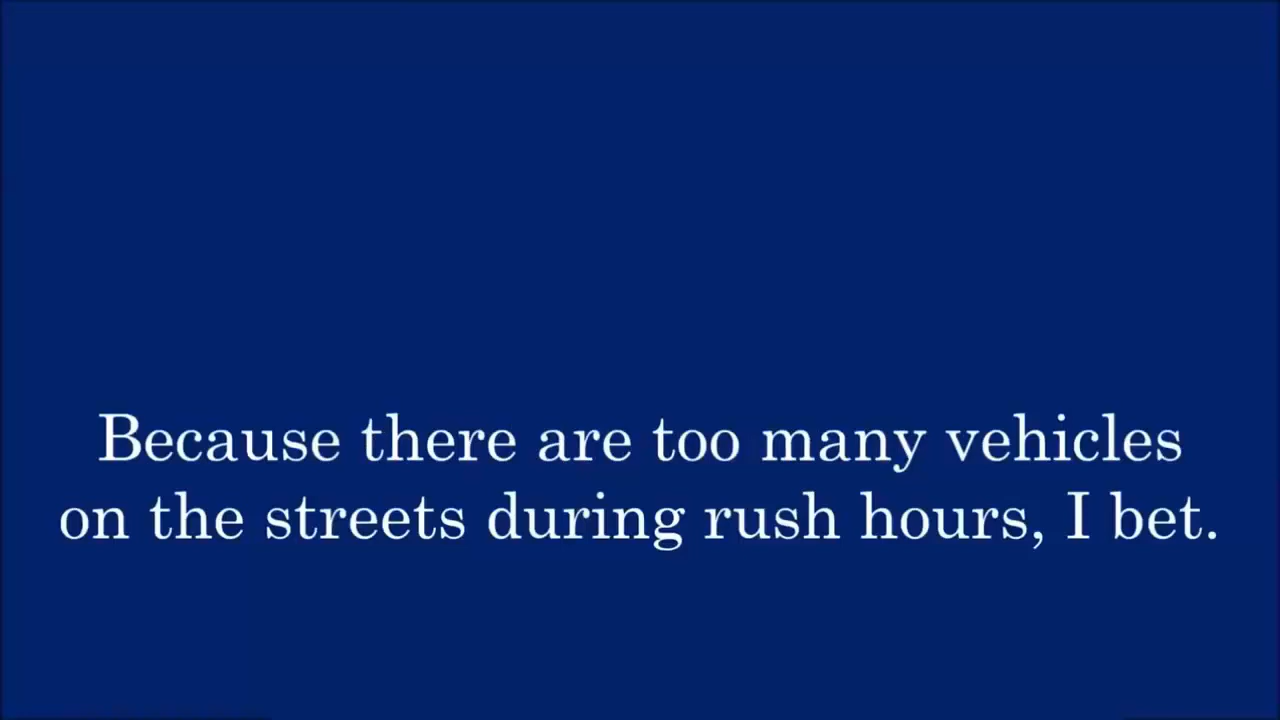 Because there are too many vehicles
on the streets during rush hours, I bet.